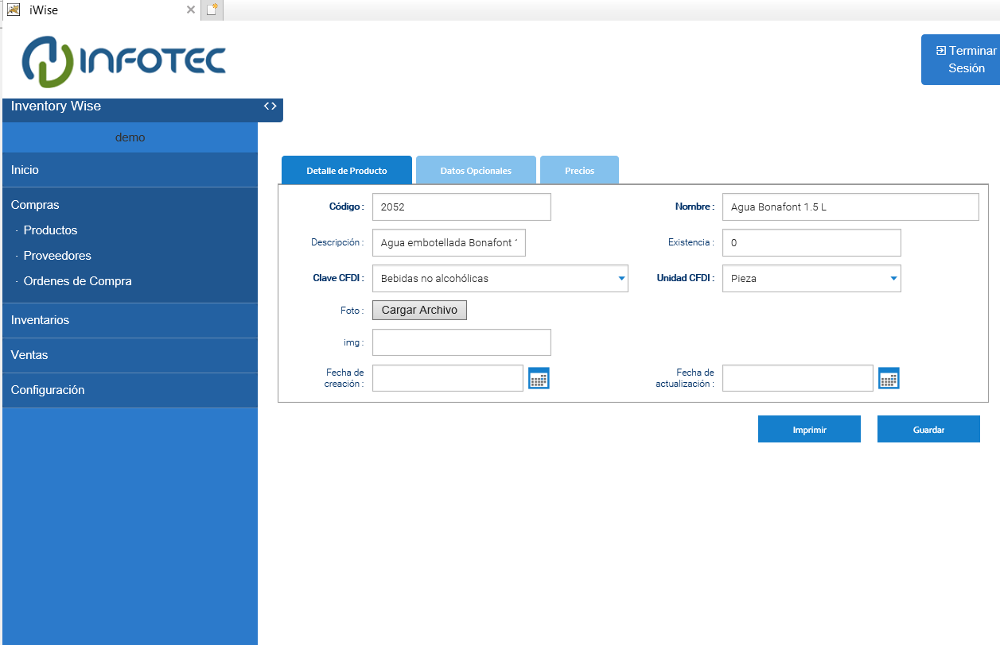 iWise
INFOTEC
Terminar
Sesión
Inventory Wise
<>
demo
Inicio
Compras
· Productos
· Proveedores
· Ordenes de Compra
Inventarios
Ventas
Configuración
Detalle de Producto
Datos Opcionales
Precios
Código :
2052
Nombre :
Agua Bonafont 1.5 L
Descripción :
Agua embotellada Bonafont
Existencia :
0
Clave CFDI :
Bebidas no alcohólicas
Unidad CFDI :
Pieza
Foto :
Cargar Archivo
img :
Fecha de
creación :
Fecha de
actualización :
Imprimir
Guardar